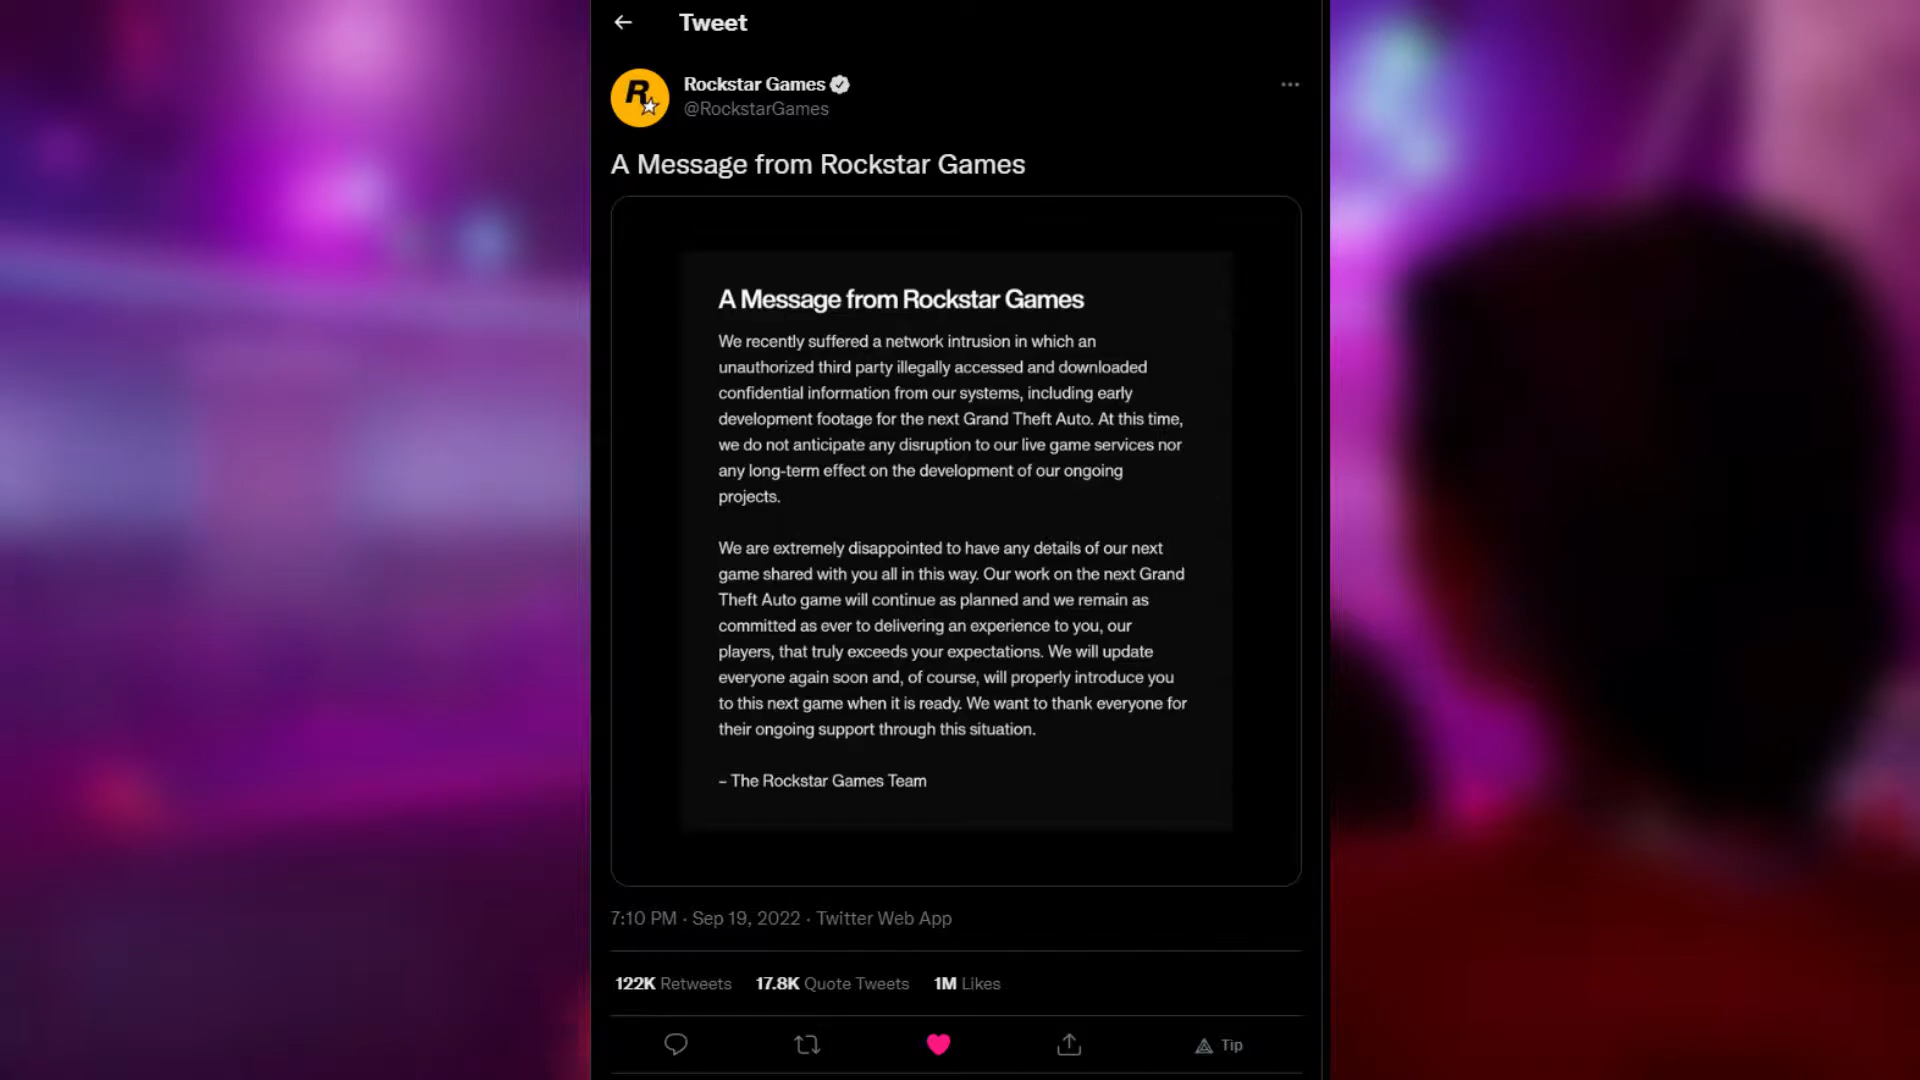 Tweet
Rockstar Games
@RockstarGames
A Message from Rockstar Games
A Message from Rockstar Games
We recently suffered a network intrusion in which an
unauthorized third party illegally accessed and downloaded
confidential information from our systems, including early
development footage for the next Grand Theft Auto. At this time,
we do not anticipate any disruption to our live game services nor
any long-term effect on the development of our ongoing
projects.
We are extremely disappointed to have any details of our next
game shared with you all in this way. Our work on the next Grand
Theft Auto game will continue as planned and we remain as
committed as ever to delivering an experience to you, our
players, that truly exceeds your expectations. We will update
everyone again soon and, of course, will properly introduce you
to this next game when it is ready. We want to thank everyone for
their ongoing support through this situation.
– The Rockstar Games Team
7:10 PM · Sep 19, 2022 · Twitter Web App
122K Retweets 17.8K Quote Tweets 1M Likes
Tip